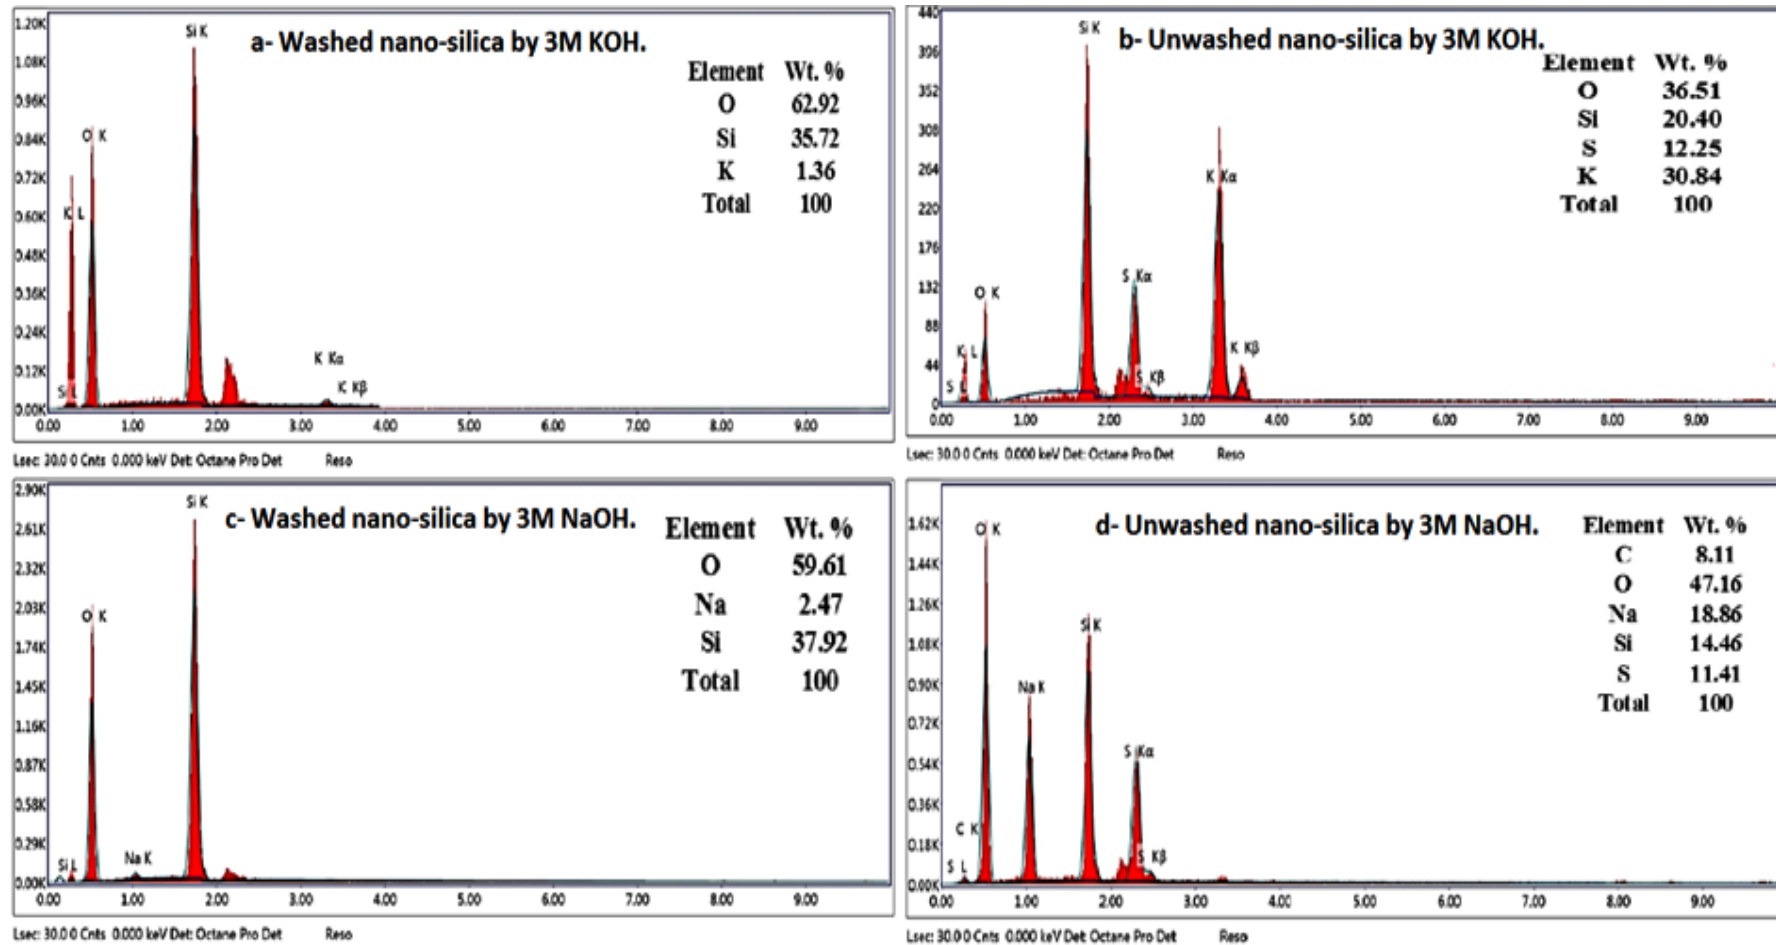 a- Washed nano-silica by 3M KOH.
Element Wt. %
O 62.92
Si 35.72
K 1.36
Total 100
1.20K
1.08K
0.96K
0.84K
0.72K
0.60K
0.48K
0.36K
0.24K
0.12K
0.00K
Si K
O K
K L
Si L
K Kα
K Kβ
0.00 1.00 2.00 3.00 4.00 5.00 6.00 7.00 8.00 9.00
Lsec: 30.0 0 Cnts 0.000 keV Det: Octane Pro Det Reso
b- Unwashed nano-silica by 3M KOH.
Element Wt. %
O 36.51
Si 20.40
S 12.25
K 30.84
Total 100
440
396
352
308
264
220
176
132
88
44
0
Si K
K Kα
S Kα
O K
K L
S L
S Kβ
K Kβ
0.00 1.00 2.00 3.00 4.00 5.00 6.00 7.00 8.00 9.00
Lsec: 30.0 0 Cnts 0.000 keV Det: Octane Pro Det Reso
c- Washed nano-silica by 3M NaOH.
Element Wt. %
O 59.61
Na 2.47
Si 37.92
Total 100
2.90K
2.61K
2.32K
2.03K
1.74K
1.45K
1.16K
0.87K
0.58K
0.29K
0.00K
Si K
O K
Si L
Na K
0.00 1.00 2.00 3.00 4.00 5.00 6.00 7.00 8.00 9.00
Lsec: 30.0 0 Cnts 0.000 keV Det: Octane Pro Det Reso
d- Unwashed nano-silica by 3M NaOH.
Element Wt. %
C 8.11
O 47.16
Na 18.86
Si 14.46
S 11.41
Total 100
1.62K
1.44K
1.26K
1.08K
0.90K
0.72K
0.54K
0.36K
0.18K
0.00K
O K
Si K
Na K
S Kα
C K
S L
S Kβ
0.00 1.00 2.00 3.00 4.00 5.00 6.00 7.00 8.00 9.00
Lsec: 30.0 0 Cnts 0.000 keV Det: Octane Pro Det Reso